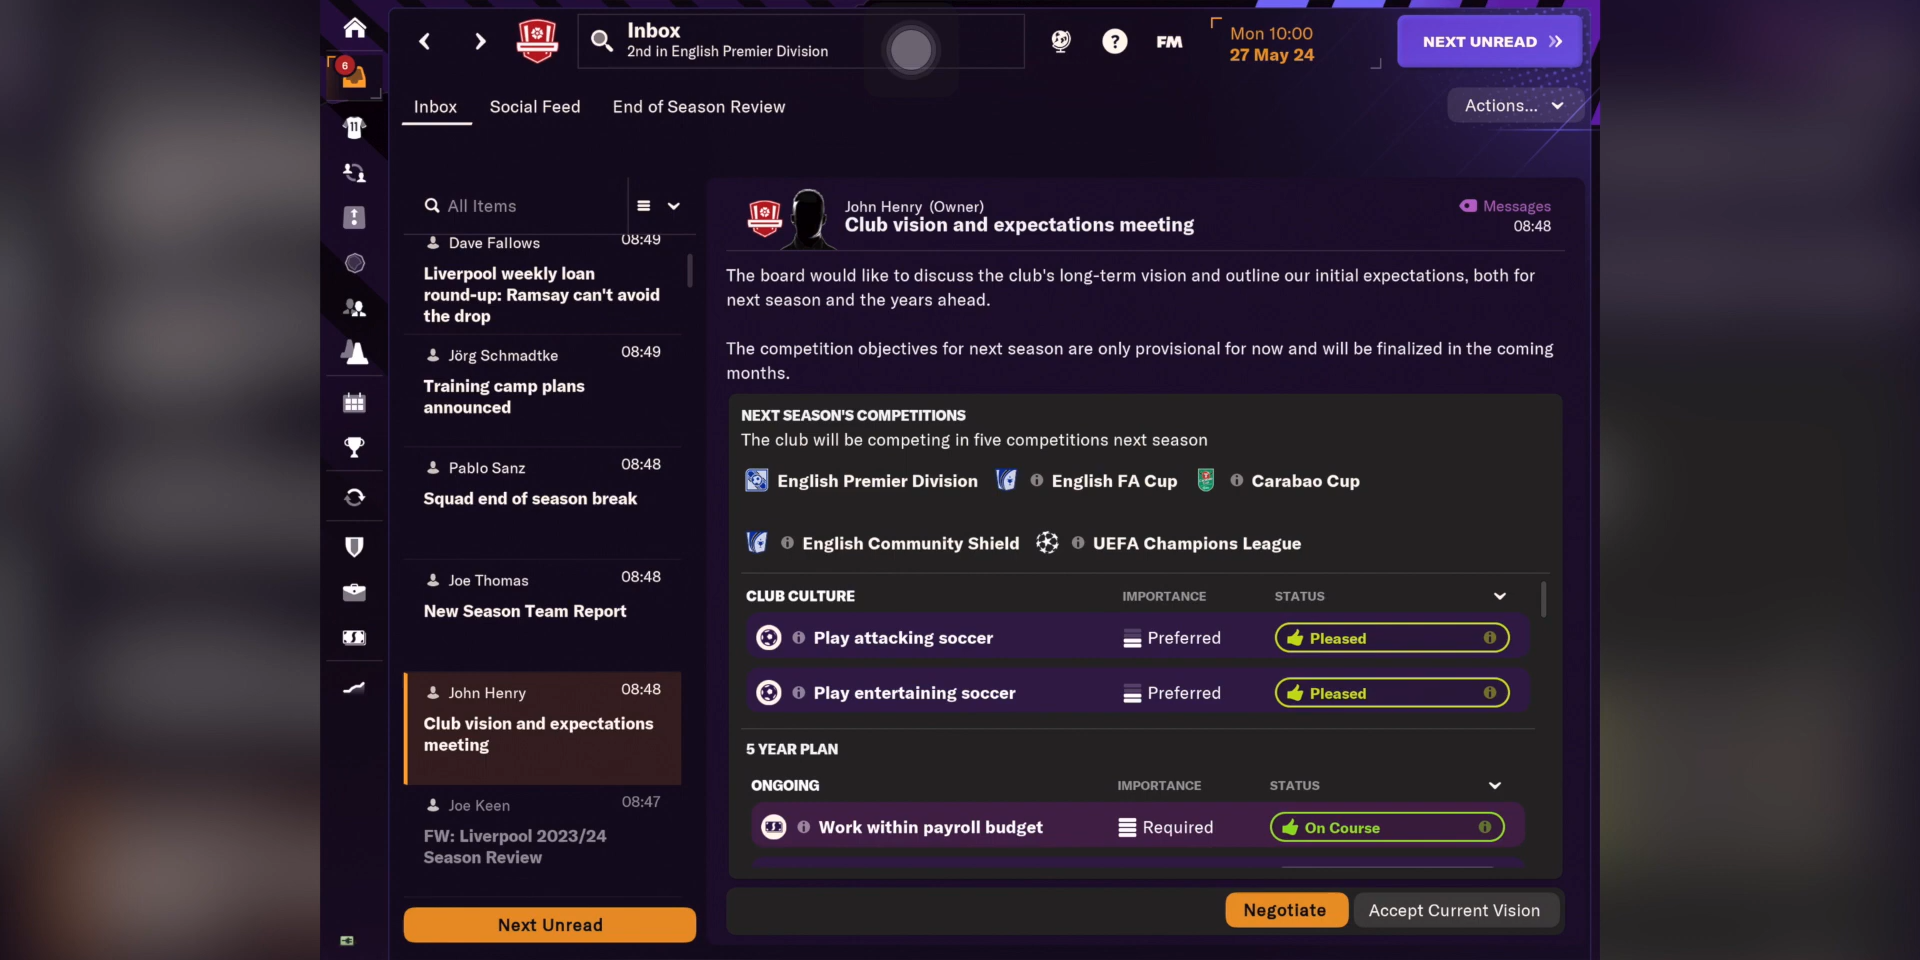 Inbox
2nd in English Premier Division
?
FM
Mon 10:00
27 May 24
NEXT UNREAD
6
Inbox
Social Feed
End of Season Review
Actions...
11
All Items
Dave Fallows
08:49
Liverpool weekly loan
round-up: Ramsay can't avoid
the drop
Jörg Schmadtke
08:49
Training camp plans
announced
Pablo Sanz
08:48
Squad end of season break
Joe Thomas
08:48
New Season Team Report
John Henry
08:48
Club vision and expectations
meeting
Joe Keen
08:47
FW: Liverpool 2023/24
Season Review
Next Unread
John Henry (Owner)
Club vision and expectations meeting
Messages
08:48
The board would like to discuss the club's long-term vision and outline our initial expectations, both for
next season and the years ahead.
The competition objectives for next season are only provisional for now and will be finalized in the coming
months.
NEXT SEASON'S COMPETITIONS
The club will be competing in five competitions next season
English Premier Division
English FA Cup
Carabao Cup
English Community Shield
UEFA Champions League
CLUB CULTURE
IMPORTANCE
STATUS
Play attacking soccer
Preferred
Pleased
Play entertaining soccer
Preferred
Pleased
5 YEAR PLAN
ONGOING
IMPORTANCE
STATUS
Work within payroll budget
Required
On Course
Negotiate
Accept Current Vision